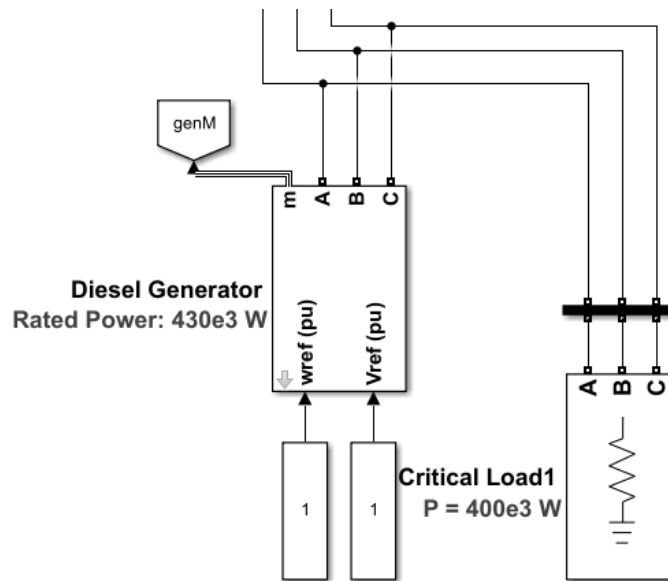 genM
m A B C
Diesel Generator
Rated Power: 430e3 W
wref (pu) Vref (pu)
A B C
1 1
Critical Load1
P = 400e3 W